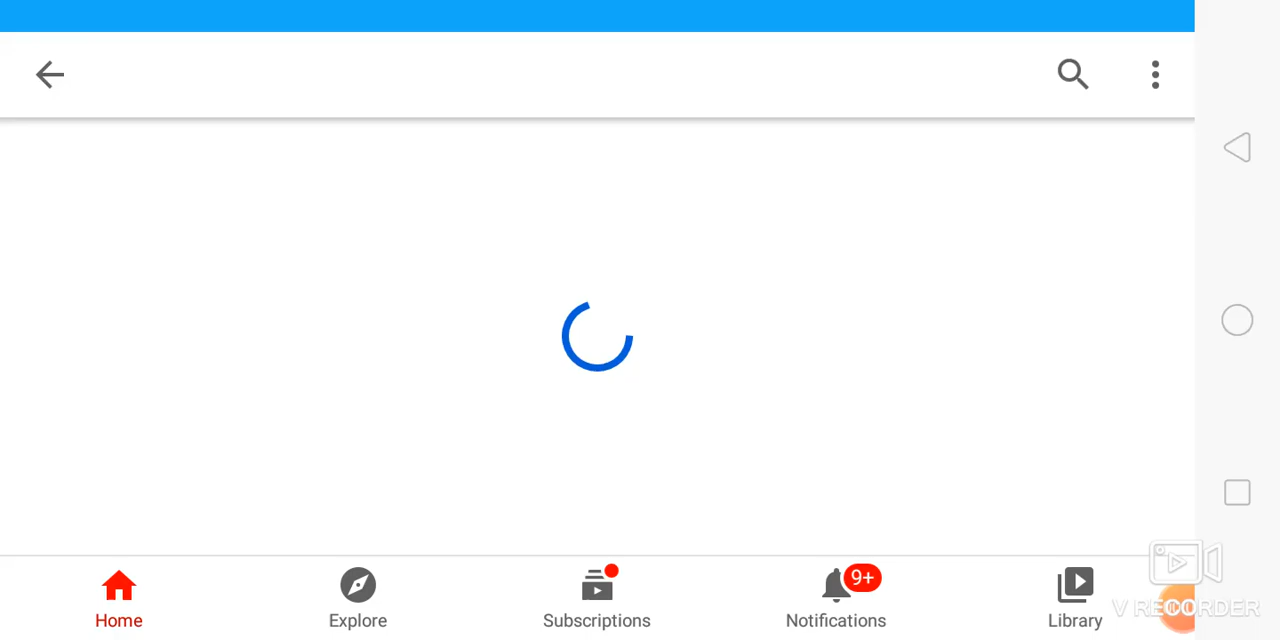 9+
Home
Explore
Subscriptions
Notifications
Library
V RECORDER